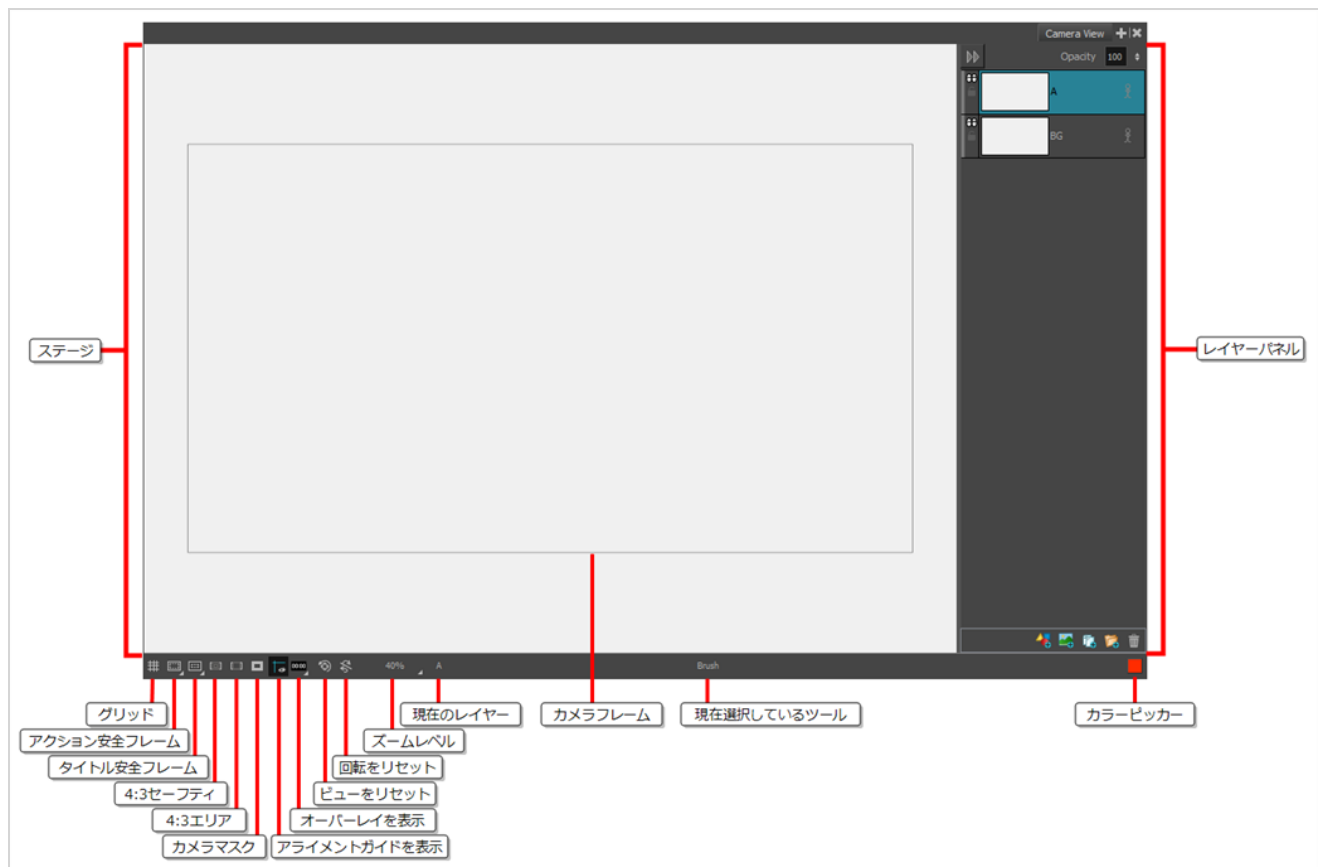 Camera View
Opacity 100
A
BG
ステージ
レイヤーパネル
00:00
40%
A
Brush
グリッド
現在のレイヤー
カメラフレーム
現在選択しているツール
カラーピッカー
アクション安全フレーム
ズームレベル
タイトル安全フレーム
回転をリセット
4:3セーフティ
ビューをリセット
4:3エリア
オーバーレイを表示
カメラマスク
アライメントガイドを表示